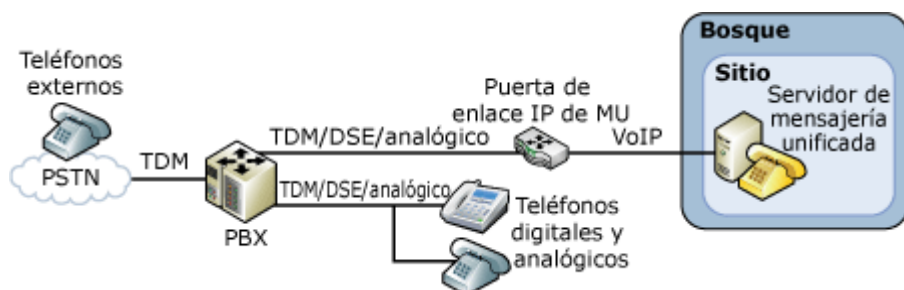 Teléfonos
externos
PSTN
TDM
PBX
TDM/DSE/analógico
TDM/DSE/analógico
Teléfonos
digitales y
analógicos
Puerta de
enlace IP de MU
VoIP
Bosque
Sitio
Servidor de
mensajería
unificada